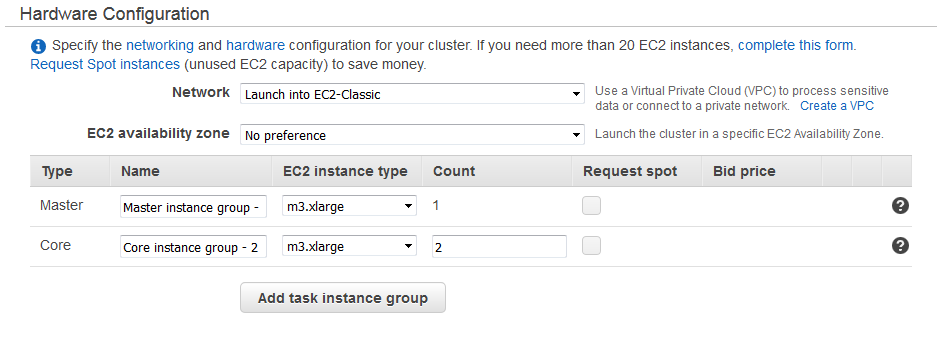 Hardware Configuration
Specify the networking and hardware configuration for your cluster. If you need more than 20 EC2 instances, complete this form.
Request Spot instances (unused EC2 capacity) to save money.
Network Launch into EC2-Classic Use a Virtual Private Cloud (VPC) to process sensitive
data or connect to a private network. Create a VPC
EC2 availability zone No preference Launch the cluster in a specific EC2 Availability Zone.
Type Name EC2 instance type Count Request spot Bid price
Master Master instance group - m3.xlarge 1
Core Core instance group - 2 m3.xlarge 2
Add task instance group